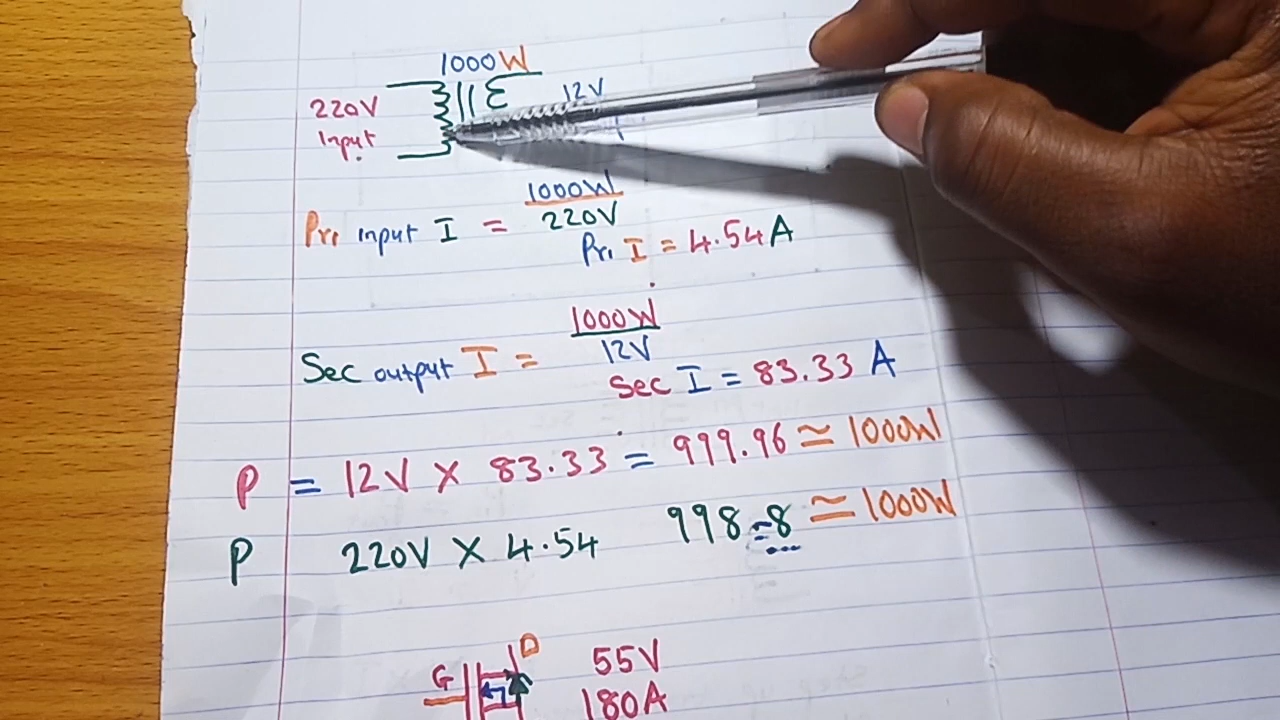 1000W
220V
Input
12V
Pri input I = 1000W / 220V
Pri I = 4.54A
Sec output I = 1000W / 12V
Sec I = 83.33 A
P = 12V X 83.33 = 999.96 ≃ 1000W
P 220V X 4.54 998.8 ≃ 1000W
D
G
55V
180A